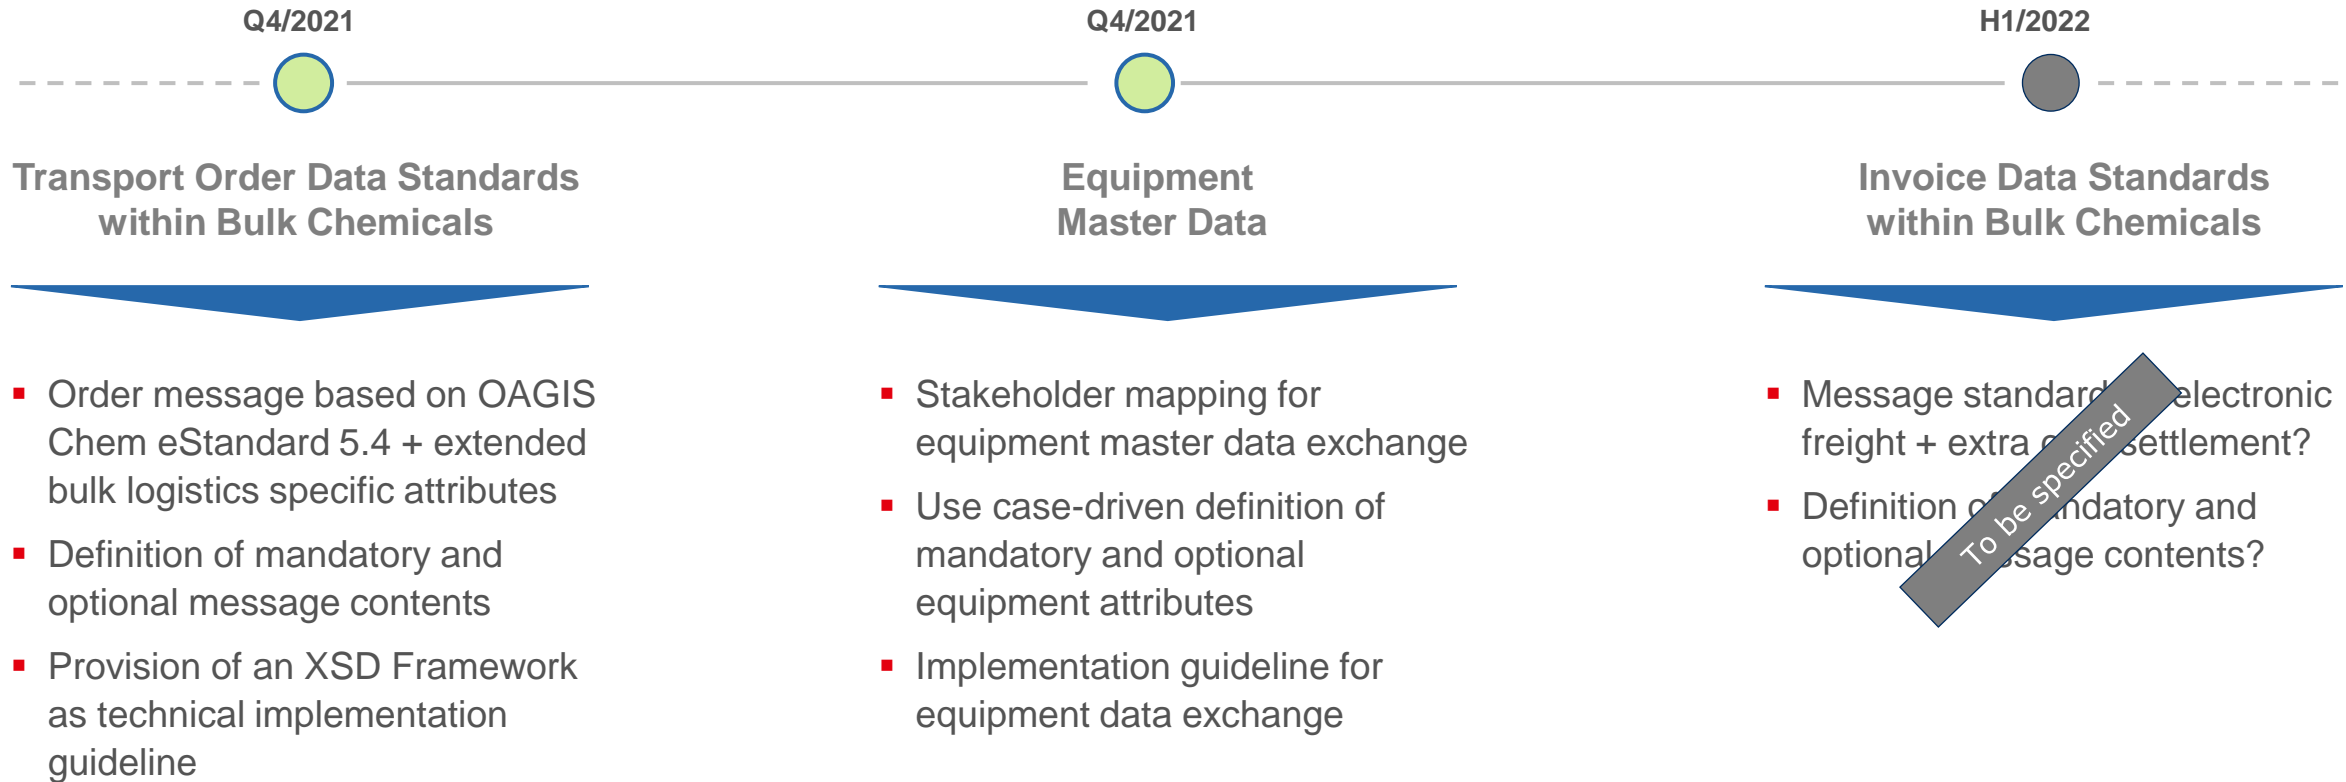 Q4/2021
Transport Order Data Standards
within Bulk Chemicals
▪ Order message based on OAGIS
Chem eStandard 5.4 + extended
bulk logistics specific attributes
▪ Definition of mandatory and
optional message contents
▪ Provision of an XSD Framework
as technical implementation
guideline
Q4/2021
Equipment
Master Data
▪ Stakeholder mapping for
equipment master data exchange
▪ Use case-driven definition of
mandatory and optional
equipment attributes
▪ Implementation guideline for
equipment data exchange
H1/2022
Invoice Data Standards
within Bulk Chemicals
▪ Message standard electronic
freight + extra settlement?
▪ Definition of mandatory and
optional message contents?
To be specified